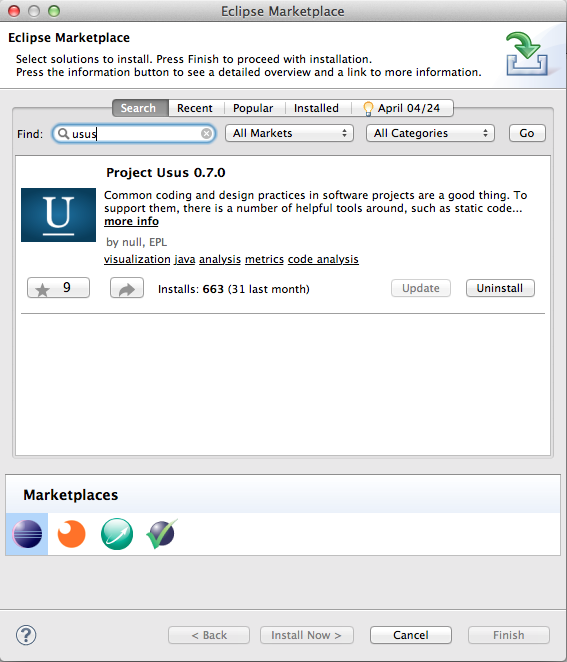 Eclipse Marketplace
Eclipse Marketplace
Select solutions to install. Press Finish to proceed with installation.
Press the information button to see a detailed overview and a link to more information.
Search Recent Popular Installed April 04/24
Find: usus All Markets All Categories Go
Project Usus 0.7.0
Common coding and design practices in software projects are a good thing. To
support them, there is a number of helpful tools around, such as static code...
more info
by null, EPL
visualization java analysis metrics code analysis
9 Installs: 663 (31 last month) Update Uninstall
U
Marketplaces
? < Back Install Now > Cancel Finish